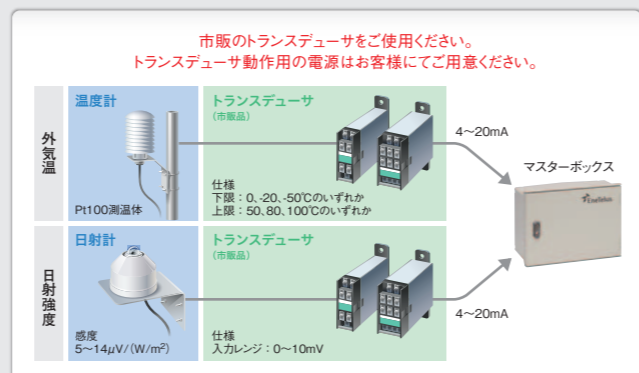 市販のトランスデューサをご使用ください。
トランスデューサ動作用の電源はお客様にてご用意ください。
外気温
温度計
Pt100測温体
トランスデューサ
(市販品)
仕様
下限：0、-20、-50℃のいずれか
上限：50、80、100℃のいずれか
4～20mA
マスターボックス
日射強度
日射計
感度
5～14μV/(W/m²)
トランスデューサ
(市販品)
仕様
入力レンジ：0～10mV
4～20mA